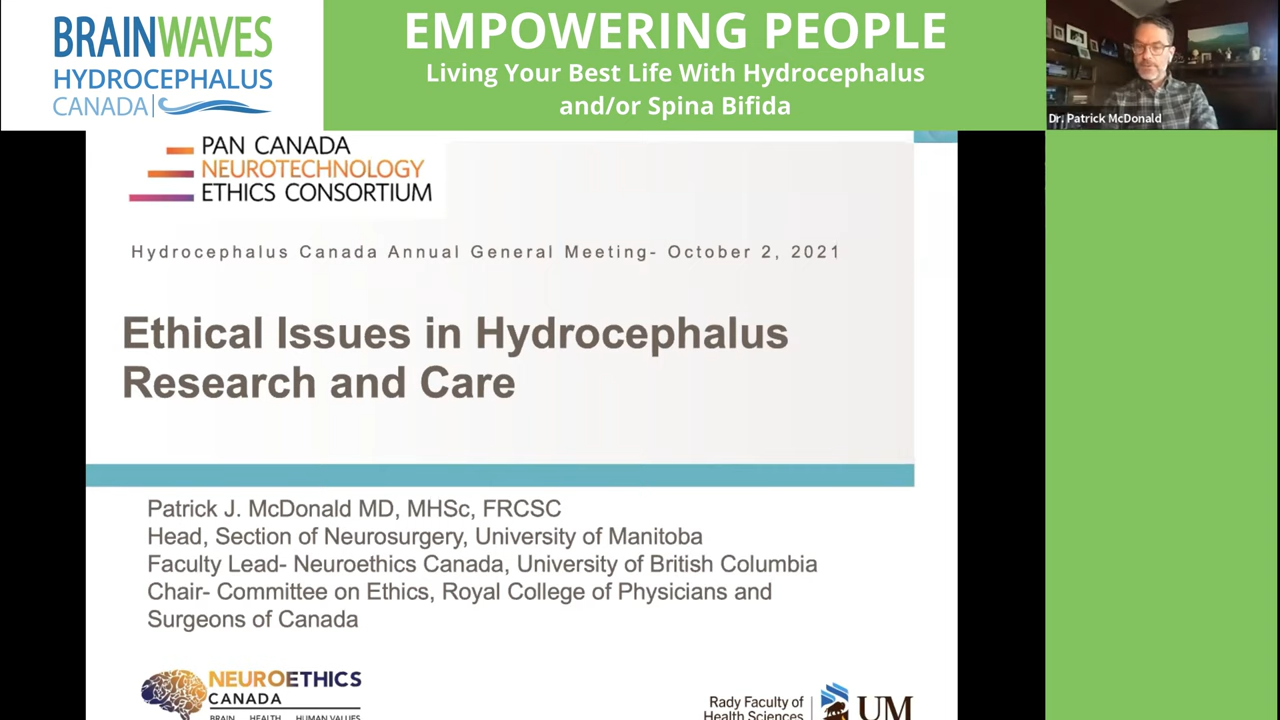 BRAINWAVES
HYDROCEPHALUS
CANADA
EMPOWERING PEOPLE
Living Your Best Life With Hydrocephalus
and/or Spina Bifida
Dr. Patrick McDonald
PAN CANADA
NEUROTECHNOLOGY
ETHICS CONSORTIUM
Hydrocephalus Canada Annual General Meeting- October 2, 2021
Ethical Issues in Hydrocephalus
Research and Care
Patrick J. McDonald MD, MHSc, FRCSC
Head, Section of Neurosurgery, University of Manitoba
Faculty Lead- Neuroethics Canada, University of British Columbia
Chair- Committee on Ethics, Royal College of Physicians and
Surgeons of Canada
NEUROETHICS
CANADA
BRAIN HEALTH HUMAN VALUES
Rady Faculty of
Health Sciences
UM